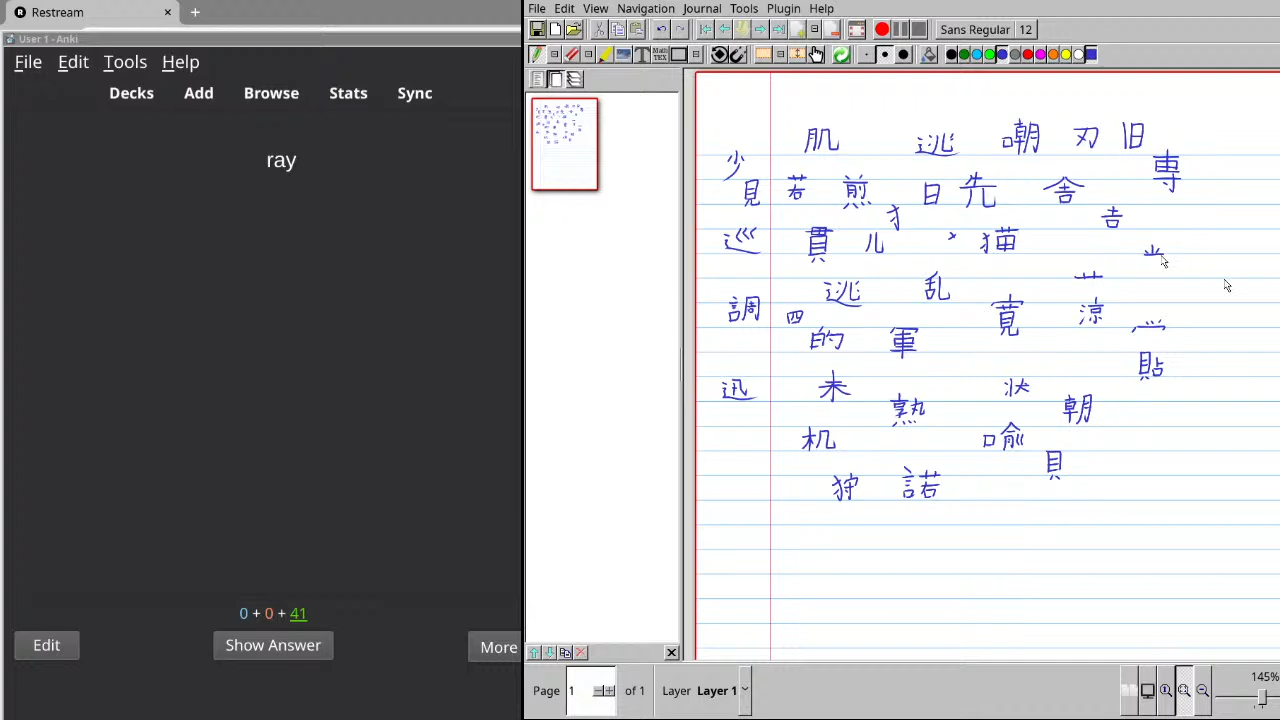 Restream
File Edit View Navigation Journal Tools Plugin Help
User 1 - Anki
Sans Regular 12
File Edit Tools Help
Decks Add Browse Stats Sync
ray
肌 逃 嘲 刃 旧
少 専
見 若 煎 日 先 舎
吉
巡 貫 儿 猫
逃 乱
調 四 寛 涼
的 軍
貼
迅 未 状
熟 朝
机 喩
貝
狩 諾
0 + 0 + 41
Edit Show Answer More
Page 1 of 1 Layer Layer 1
145%